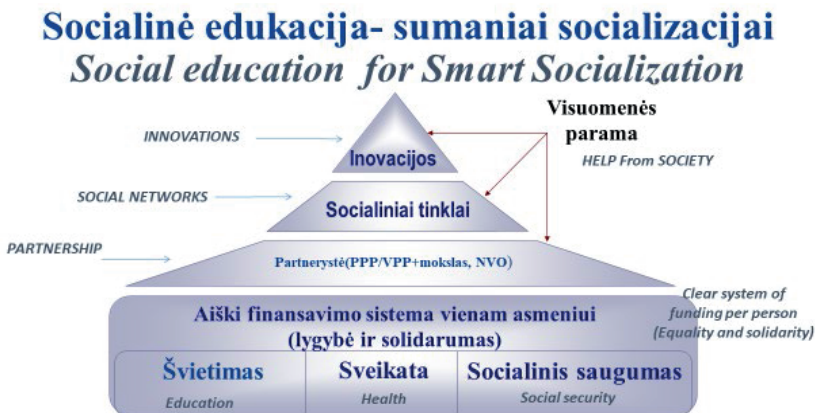 Socialinė edukacija- sumaniai socializacijai
Social education for Smart Socialization
Visuomenės
parama
HELP From SOCIETY
INNOVATIONS
Inovacijos
SOCIAL NETWORKS
Socialiniai tinklai
PARTNERSHIP
Partnerystė(PPP/VPP+mokslas, NVO)
Clear system of
funding per person
(Equality and solidarity)
Aiški finansavimo sistema vienam asmeniui
(lygybė ir solidarumas)
Švietimas
Education
Sveikata
Health
Socialinis saugumas
Social security